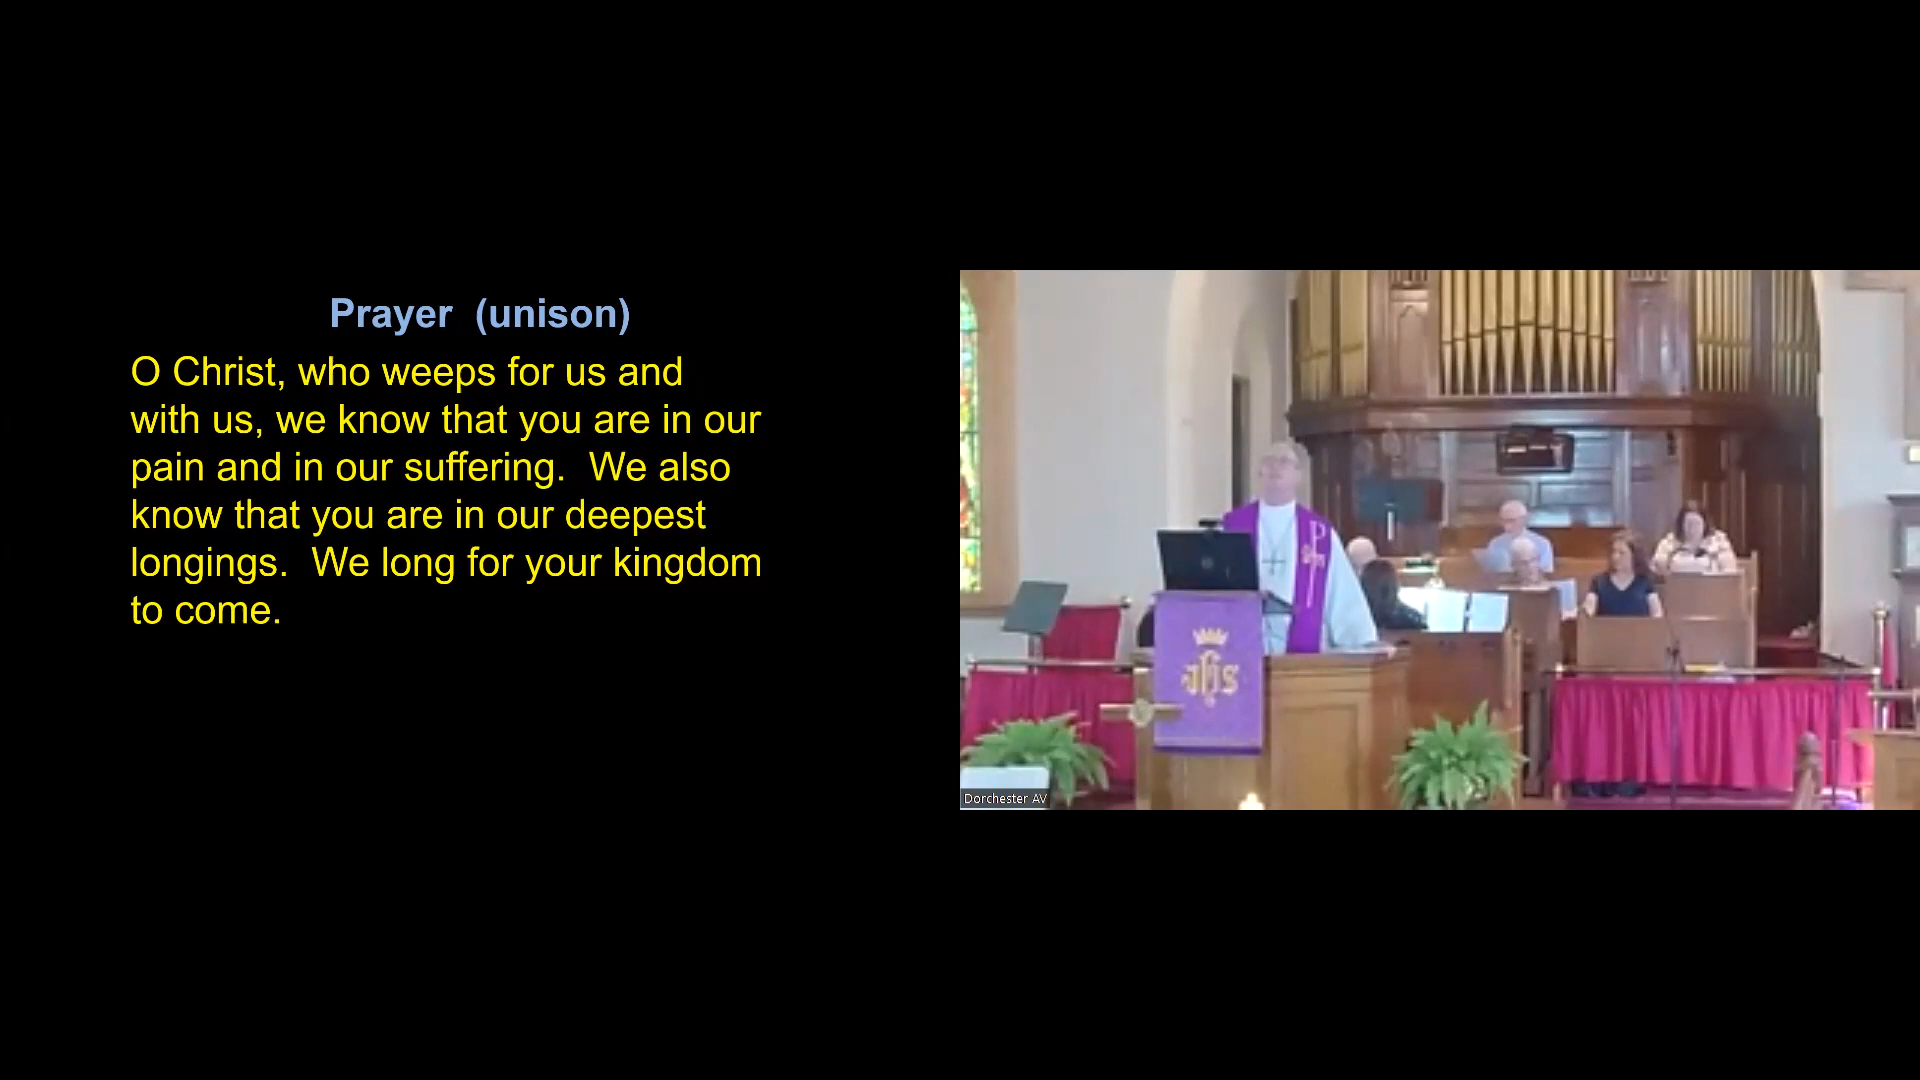 Prayer  (unison)
O Christ, who weeps for us and
with us, we know that you are in our
pain and in our suffering.  We also
know that you are in our deepest
longings.  We long for your kingdom
to come.
IHS
Dorchester AV